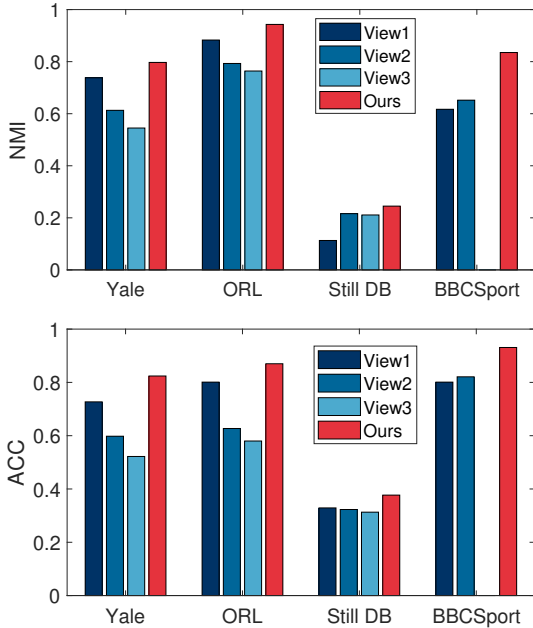 NMI
1
0.8
0.6
0.4
0.2
0
View1
View2
View3
Ours
Yale ORL Still DB BBCSport
ACC
1
0.8
0.6
0.4
0.2
0
View1
View2
View3
Ours
Yale ORL Still DB BBCSport